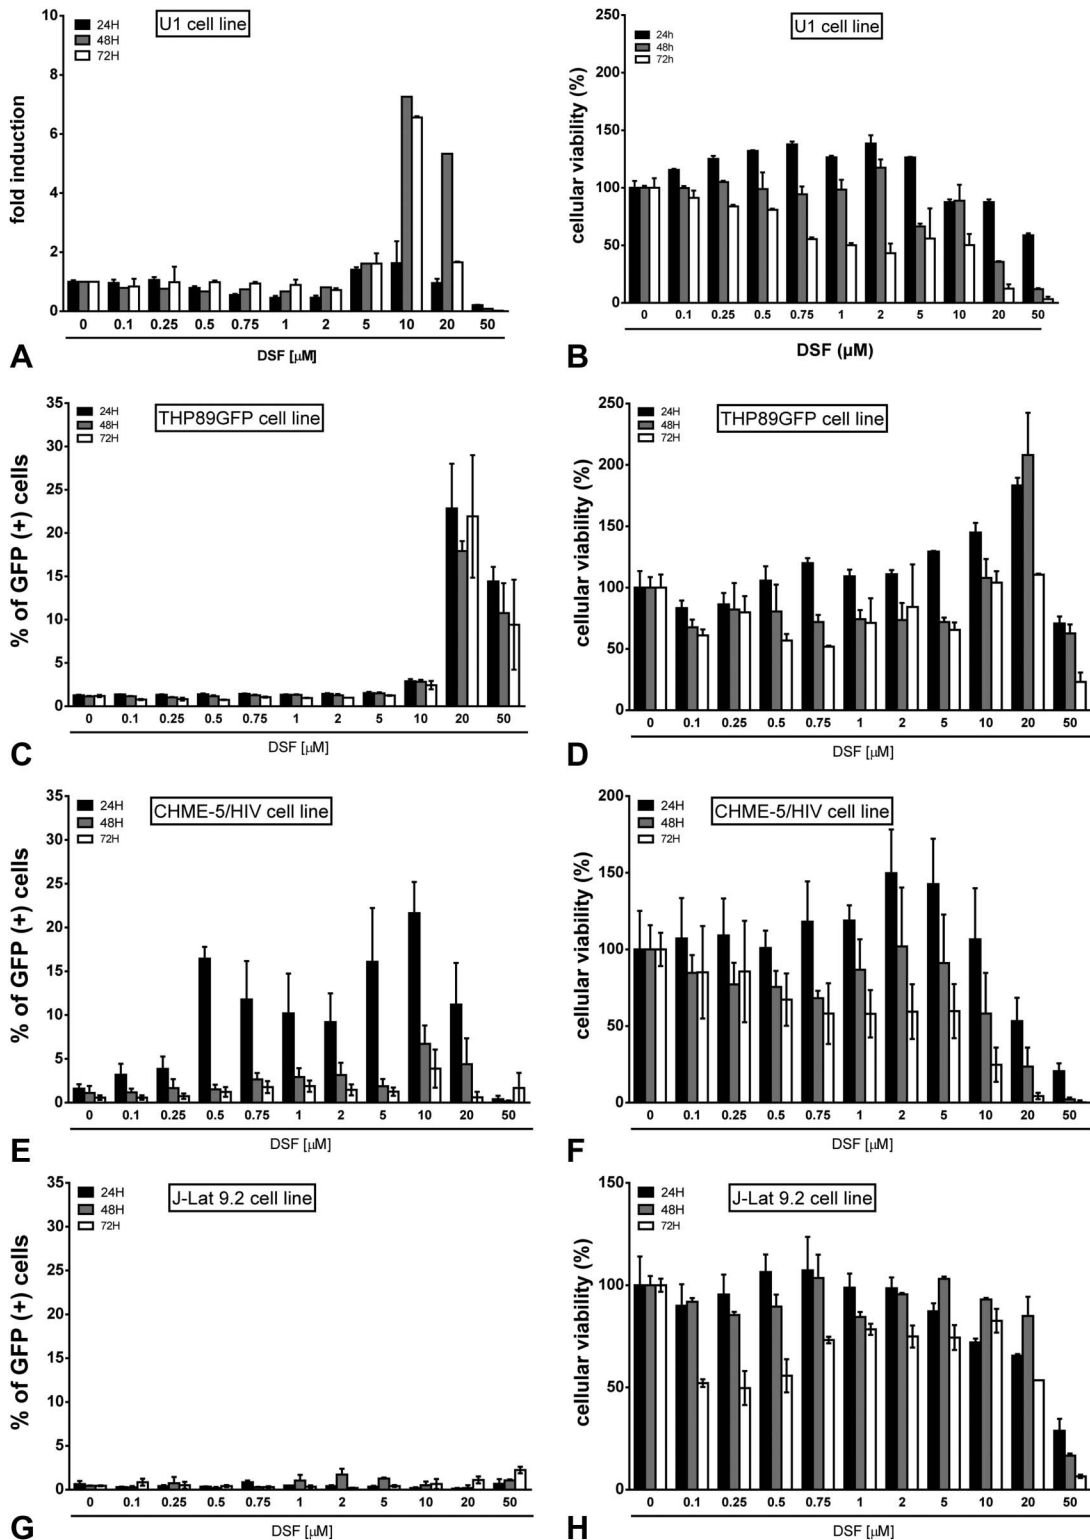 U1 cell line
24H
48H
72H
fold induction
10
8
6
4
2
0
0 0.1 0.25 0.5 0.75 1 2 5 10 20 50
DSF [µM]
A
U1 cell line
24h
48h
72h
cellular viability (%)
250
200
150
100
50
0
0 0.1 0.25 0.5 0.75 1 2 5 10 20 50
DSF (µM)
B
THP89GFP cell line
24H
48H
72H
% of GFP (+) cells
35
30
25
20
15
10
5
0
0 0.1 0.25 0.5 0.75 1 2 5 10 20 50
DSF [µM]
C
THP89GFP cell line
24H
48H
72H
cellular viability (%)
250
200
150
100
50
0
0 0.1 0.25 0.5 0.75 1 2 5 10 20 50
DSF [µM]
D
CHME-5/HIV cell line
24H
48H
72H
% of GFP (+) cells
35
30
25
20
15
10
5
0
0 0.1 0.25 0.5 0.75 1 2 5 10 20 50
DSF [µM]
E
CHME-5/HIV cell line
24H
48H
72H
cellular viability (%)
200
150
100
50
0
0 0.1 0.25 0.5 0.75 1 2 5 10 20 50
DSF [µM]
F
J-Lat 9.2 cell line
24H
48H
72H
% of GFP (+) cells
35
30
25
20
15
10
5
0
0 0.1 0.25 0.5 0.75 1 2 5 10 20 50
DSF [µM]
G
J-Lat 9.2 cell line
24H
48H
72H
cellular viability (%)
150
100
50
0
0 0.1 0.25 0.5 0.75 1 2 5 10 20 50
DSF [µM]
H